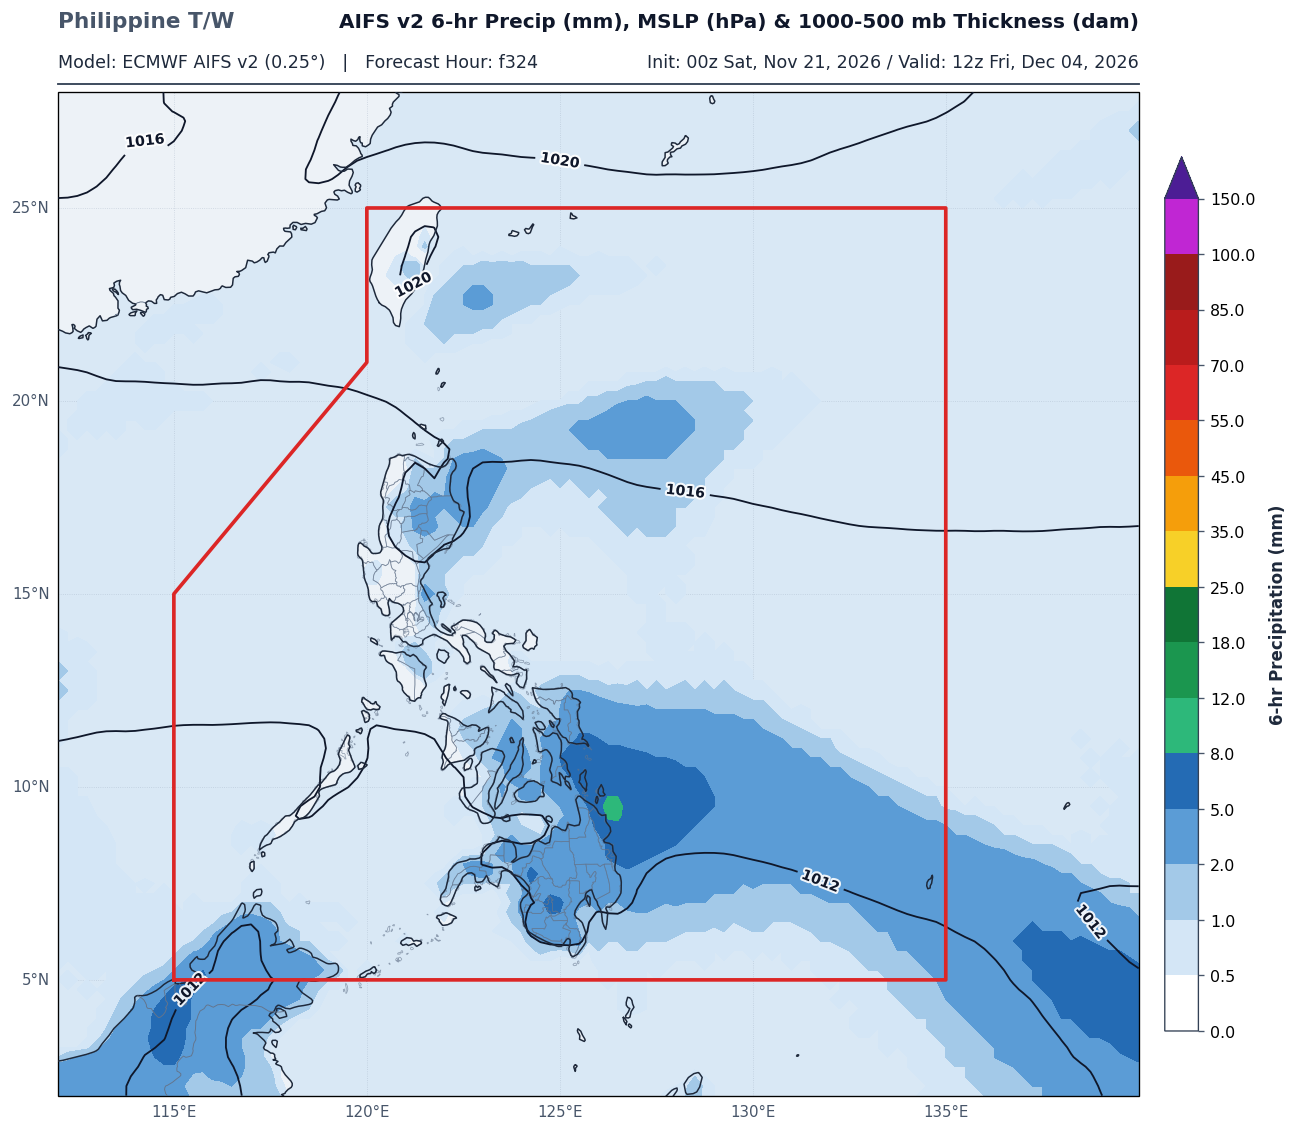 Philippine T/W
AIFS v2 6-hr Precip (mm), MSLP (hPa) & 1000-500 mb Thickness (dam)
Model: ECMWF AIFS v2 (0.25°) | Forecast Hour: f324
Init: 00z Sat, Nov 21, 2026 / Valid: 12z Fri, Dec 04, 2026
1016
1020
25°N
1020
20°N
1016
15°N
10°N
1012
1012
5°N
1012
115°E
120°E
125°E
130°E
135°E
150.0
100.0
85.0
70.0
55.0
45.0
35.0
25.0
18.0
12.0
8.0
5.0
2.0
1.0
0.5
0.0
6-hr Precipitation (mm)